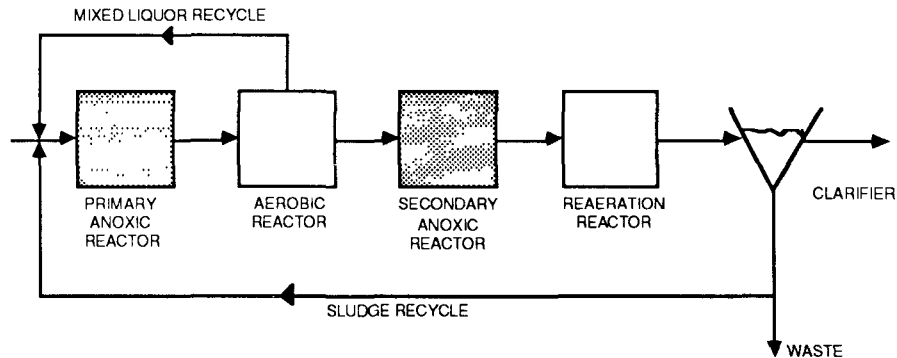 MIXED LIQUOR RECYCLE
PRIMARY
ANOXIC
REACTOR
AEROBIC
REACTOR
SECONDARY
ANOXIC
REACTOR
REAERATION
REACTOR
CLARIFIER
SLUDGE RECYCLE
WASTE